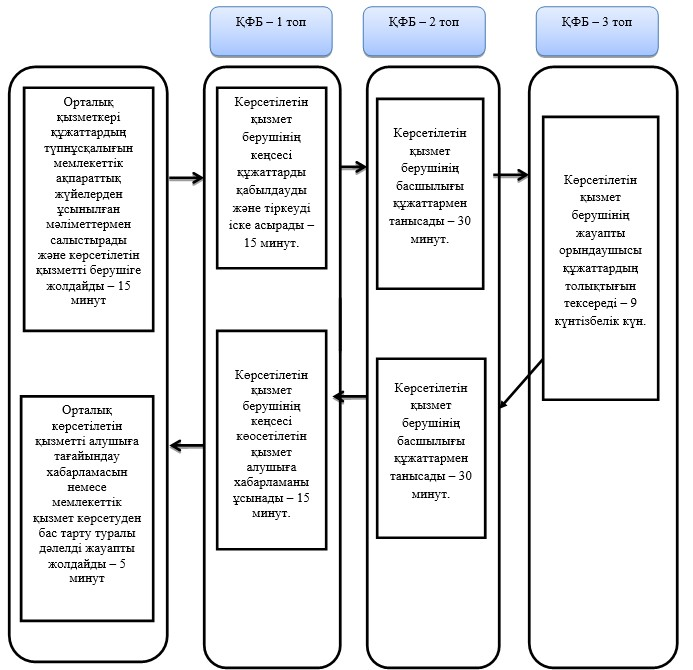 ҚФБ – 1 топ
ҚФБ – 2 топ
ҚФБ – 3 топ
Орталық
қызметкері
құжаттардың
түпнұсқалығын
мемлекеттік
ақпараттық
жүйелерден
ұсынылған
мәліметтермен
салыстырады
және көрсетілетін
қызметті берушіге
жолдайды – 15
минут
Көрсетілетін
қызмет
берушінің
кеңсесі
құжаттарды
қабылдауды
және тіркеуді
іске асырады –
15 минут.
Көрсетілетін
қызмет
берушінің
басшылығы
құжаттармен
танысады – 30
минут.
Көрсетілетін
қызмет
берушінің
жауапты
орындаушысы
құжаттардың
толықтығын
тексереді – 9
күнтізбелік күн.
Көрсетілетін
қызмет
берушінің
басшылығы
құжаттармен
танысады – 30
минут.
Көрсетілетін
қызмет
берушінің
кеңсесі
көосетілетін
қызмет
алушыға
хабарламаны
ұсынады – 15
минут.
Орталық
көрсетілетін
қызметті алушыға
тағайындау
хабарламасын
немесе
мемлекеттік
қызмет көрсетуден
бас тарту туралы
дәлелді жауапты
жолдайды – 5
минут